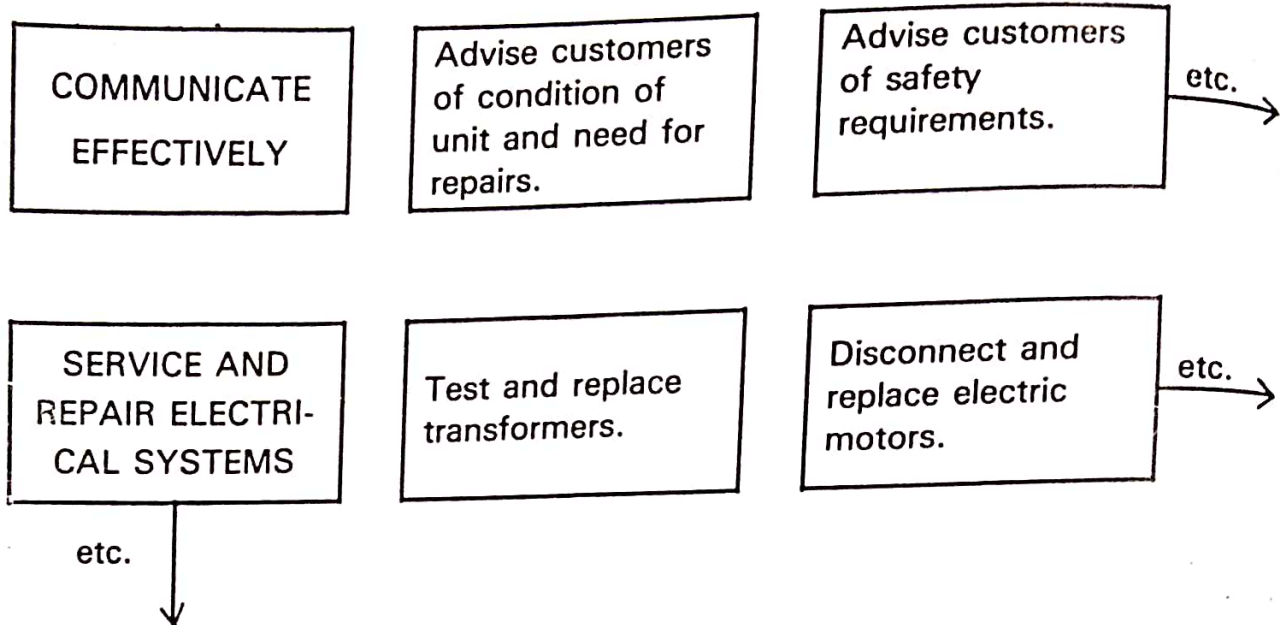 COMMUNICATE
EFFECTIVELY
Advise customers
of condition of
unit and need for
repairs.
Advise customers
of safety
requirements.
etc.
SERVICE AND
REPAIR ELECTRI-
CAL SYSTEMS
Test and replace
transformers.
Disconnect and
replace electric
motors.
etc.
etc.